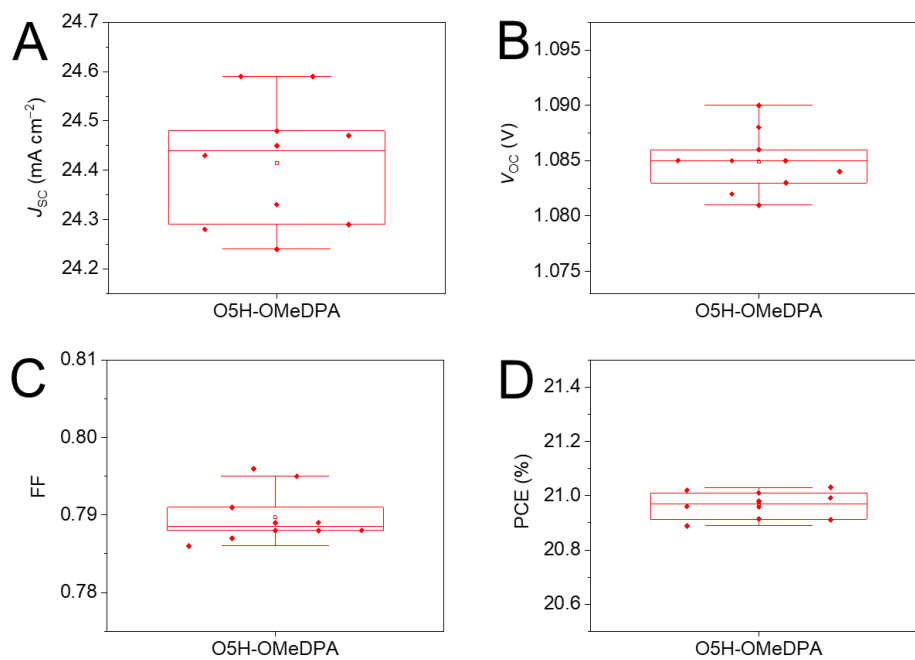 A
24.7
24.6
24.5
24.4
24.3
24.2
J_SC (mA cm⁻²)
O5H-OMeDPA
B
1.095
1.090
1.085
1.080
1.075
V_OC (V)
O5H-OMeDPA
C
0.81
0.80
0.79
0.78
FF
O5H-OMeDPA
D
21.4
21.2
21.0
20.8
20.6
PCE (%)
O5H-OMeDPA